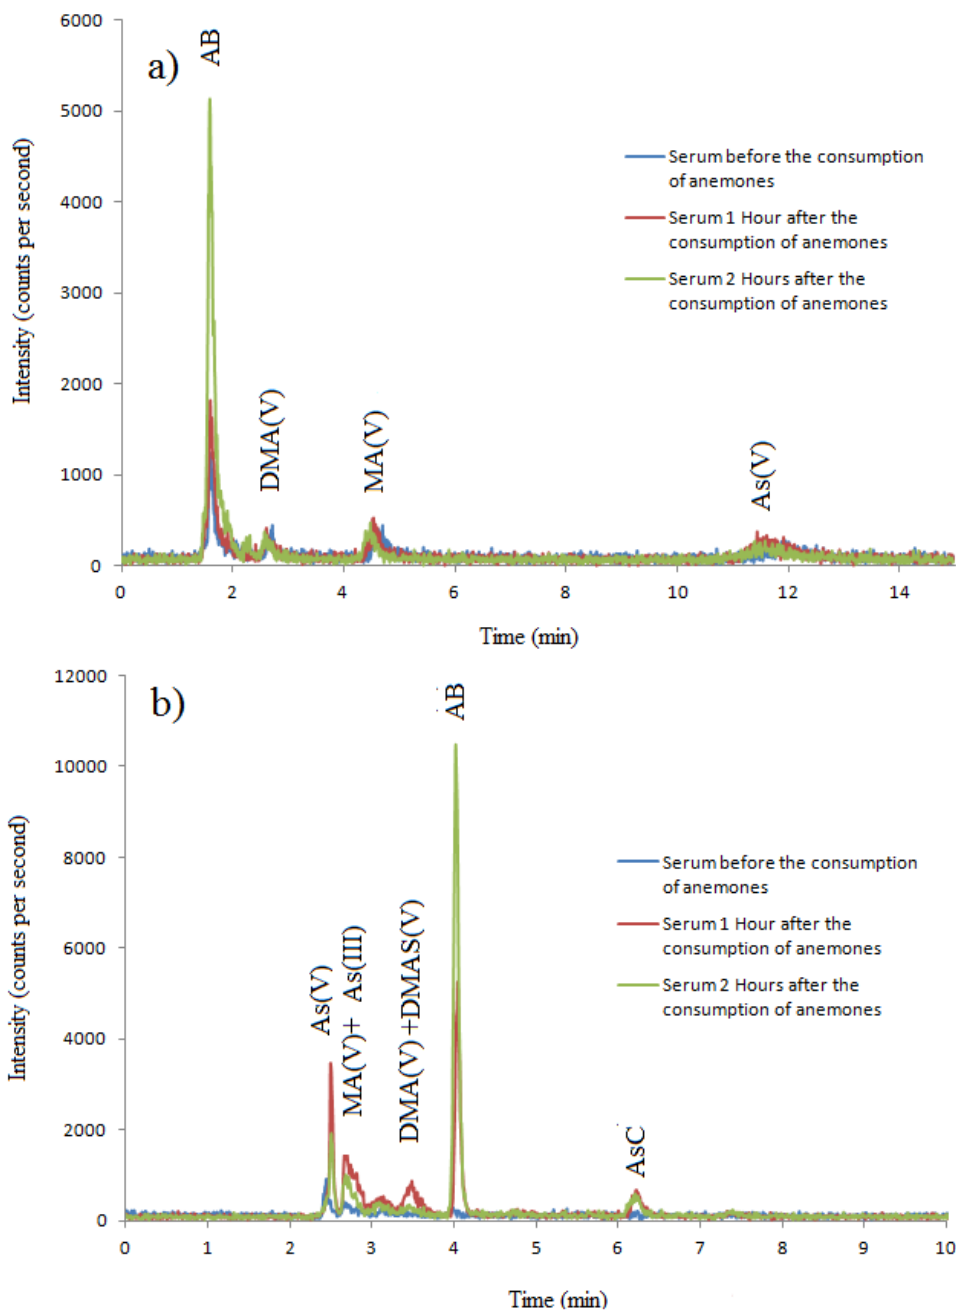 6000
a)
AB
5000
4000
3000
2000
1000
0
Intensity (counts per second)
Serum before the consumption
of anemones
Serum 1 Hour after the
consumption of anemones
Serum 2 Hours after the
consumption of anemones
DMA(V)
MA(V)
As(V)
0 2 4 6 8 10 12 14
Time (min)
12000
b)
AB
10000
8000
6000
4000
2000
0
Intensity (counts per second)
Serum before the consumption
of anemones
Serum 1 Hour after the
consumption of anemones
Serum 2 Hours after the
consumption of anemones
As(V)
MA(V)+ As(III)
DMA(V) +DMAS(V)
AsC
0 1 2 3 4 5 6 7 8 9 10
Time (min)